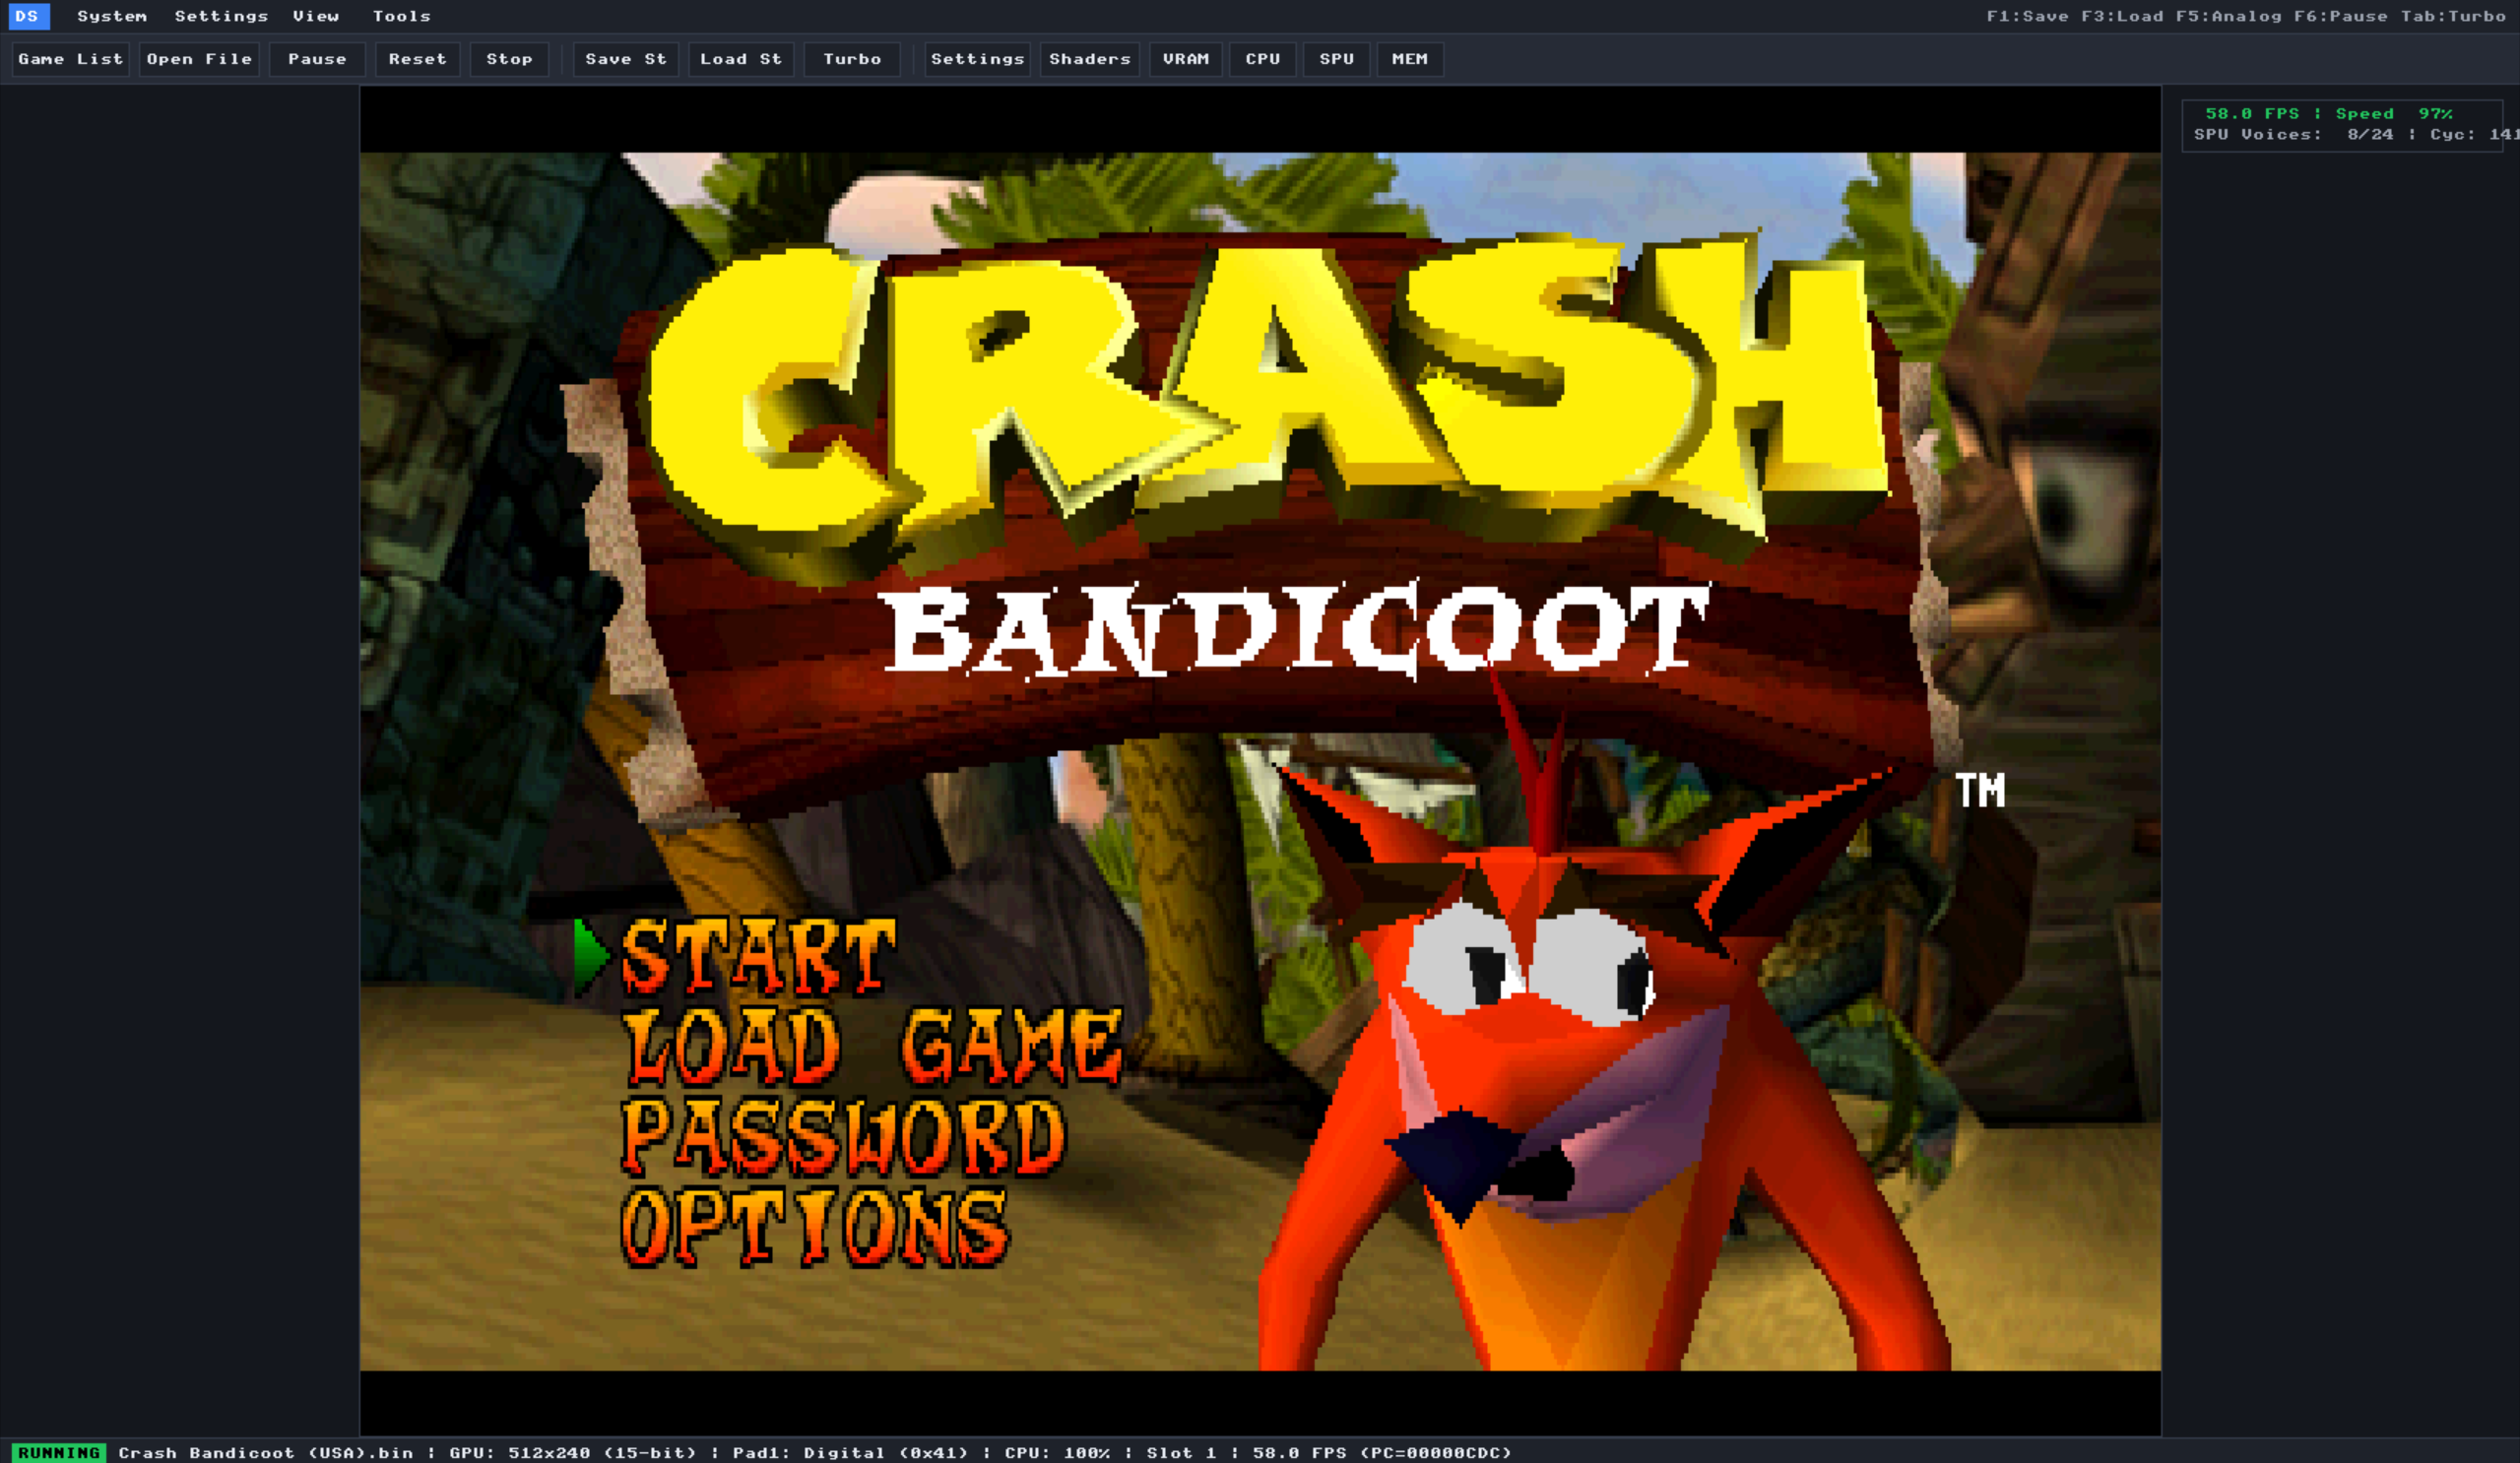 DS System Settings View Tools F1:Save F3:Load F5:Analog F6:Pause Tab:Turbo
Game List Open File Pause Reset Stop Save St Load St Turbo Settings Shaders VRAM CPU SPU MEM
58.0 FPS ¦ Speed 97%
SPU Voices: 8/24 ¦ Cyc: 141
CRASH
BANDICOOT
TM
START
LOAD GAME
PASSWORD
OPTIONS
RUNNING Crash Bandicoot (USA).bin ¦ GPU: 512x240 (15-bit) ¦ Pad1: Digital (0x41) ¦ CPU: 100% ¦ Slot 1 ¦ 58.0 FPS (PC=00000CDC)